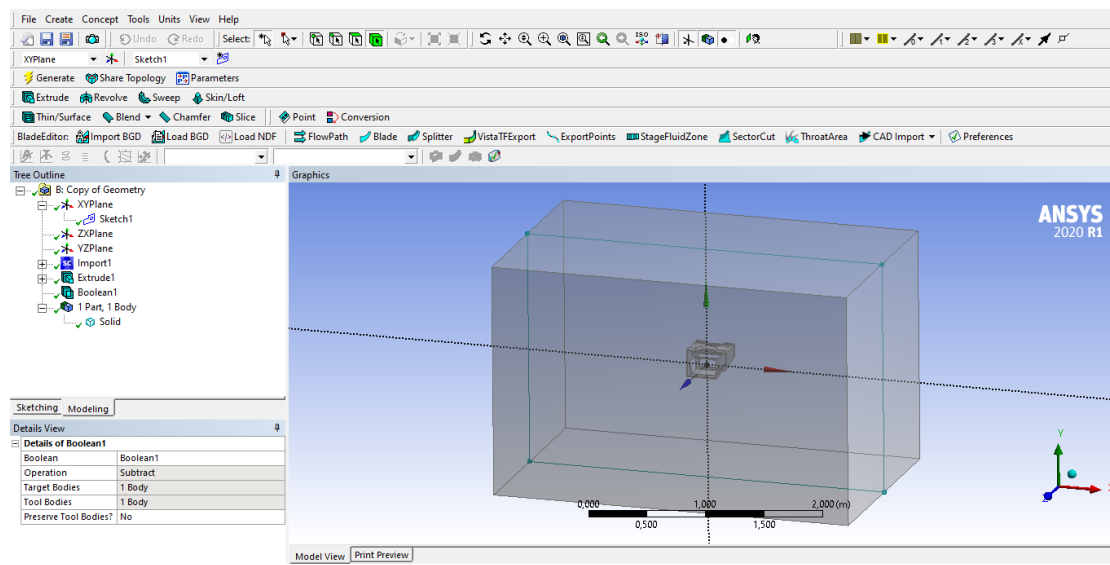 File Create Concept Tools Units View Help
Undo Redo Select: ISO
XYPlane Sketch1
Generate Share Topology Parameters
Extrude Revolve Sweep Skin/Loft
Thin/Surface Blend Chamfer Slice Point Conversion
BladeEditor: Import BGD Load BGD Load NDF FlowPath Blade Splitter VistaTFExport ExportPoints StageFluidZone SectorCut ThroatArea CAD Import Preferences
Tree Outline
B: Copy of Geometry
XYPlane
Sketch1
ZXPlane
YZPlane
Import1
Extrude1
Boolean1
1 Part, 1 Body
Solid
Sketching Modeling
Details View
Details of Boolean1
Boolean Boolean1
Operation Subtract
Target Bodies 1 Body
Tool Bodies 1 Body
Preserve Tool Bodies? No
Graphics
ANSYS
2020 R1
Y
X
Z
0,000 1,000 2,000 (m)
0,500 1,500
Model View Print Preview